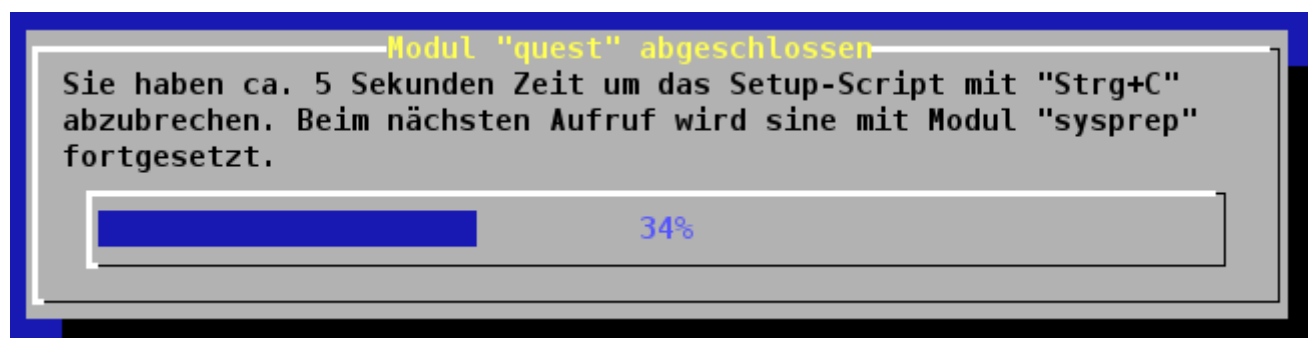 Modul "quest" abgeschlossen
Sie haben ca. 5 Sekunden Zeit um das Setup-Script mit "Strg+C"
abzubrechen. Beim nächsten Aufruf wird sine mit Modul "sysprep"
fortgesetzt.
34%